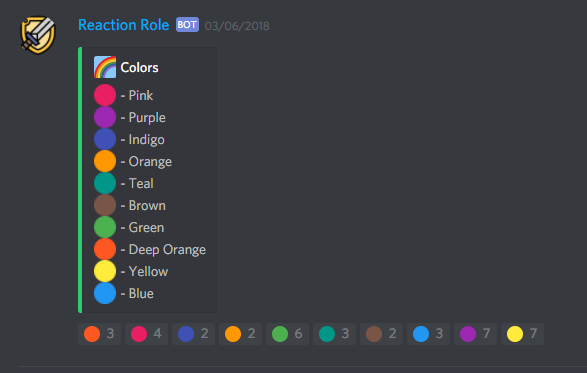 Reaction Role BOT 03/06/2018
Colors
- Pink
- Purple
- Indigo
- Orange
- Teal
- Brown
- Green
- Deep Orange
- Yellow
- Blue
3 4 2 2 6 3 2 3 7 7